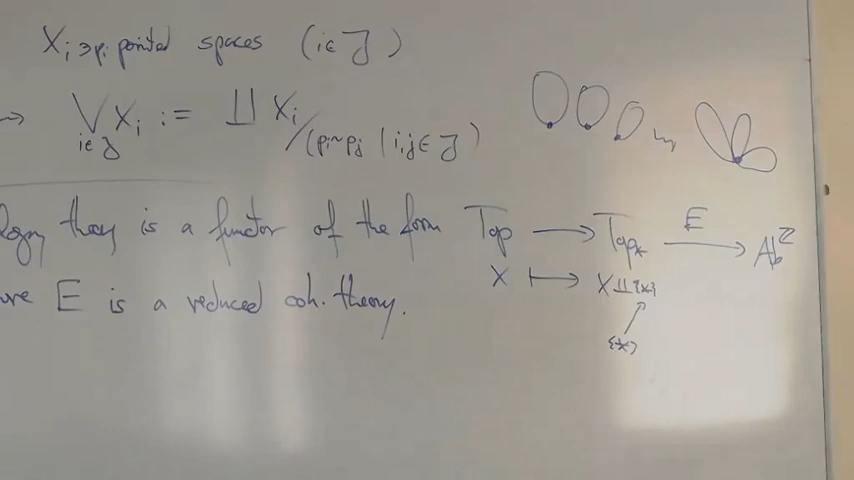 X_i ∋ p_i pointed spaces (i ∈ J)
⇝ ⋁_{i∈J} X_i := ∐ X_i /(p_i ~ p_j | i,j ∈ J)
logy theory is a functor of the form Top ⟶ Top_* —E→ Ab^ℤ
X ⟼ X ⊔ {*}
ere E is a reduced coh. theory.
{*}